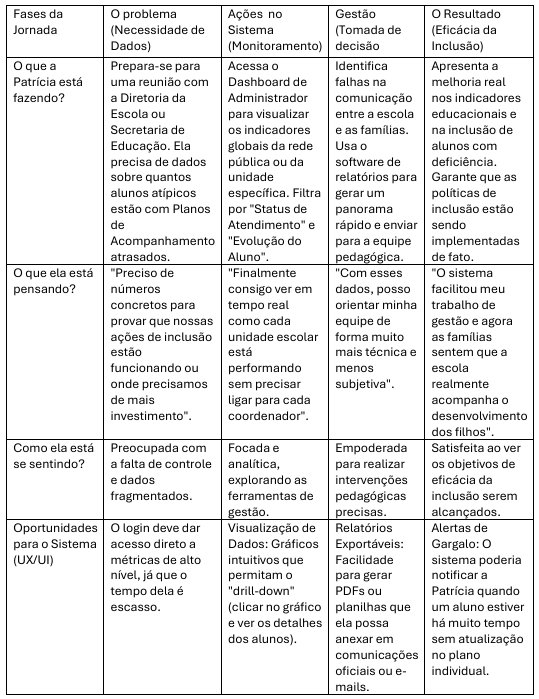 Fases da
Jornada
O problema
(Necessidade de
Dados)
Ações no
Sistema
(Monitoramento)
Gestão
(Tomada de
decisão
O Resultado
(Eficácia da
Inclusão)
O que a
Patrícia está
fazendo?
Prepara-se para
uma reunião com
a Diretoria da
Escola ou
Secretaria de
Educação. Ela
precisa de dados
sobre quantos
alunos atípicos
estão com Planos
de
Acompanhamento
atrasados.
Acessa o
Dashboard de
Administrador
para visualizar
os indicadores
globais da rede
pública ou da
unidade
específica. Filtra
por "Status de
Atendimento" e
"Evolução do
Aluno".
Identifica
falhas na
comunicação
entre a escola
e as famílias.
Usa o
software de
relatórios para
gerar um
panorama
rápido e enviar
para a equipe
pedagógica.
Apresenta a
melhoria real
nos indicadores
educacionais e
na inclusão de
alunos com
deficiência.
Garante que as
políticas de
inclusão estão
sendo
implementadas
de fato.
O que ela está
pensando?
"Preciso de
números
concretos para
provar que nossas
ações de inclusão
estão
funcionando ou
onde precisamos
de mais
investimento".
"Finalmente
consigo ver em
tempo real
como cada
unidade escolar
está
performando
sem precisar
ligar para cada
coordenador".
"Com esses
dados, posso
orientar minha
equipe de
forma muito
mais técnica e
menos
subjetiva".
"O sistema
facilitou meu
trabalho de
gestão e agora
as famílias
sentem que a
escola
realmente
acompanha o
desenvolvimento
dos filhos".
Como ela está
se sentindo?
Preocupada com
a falta de controle
e dados
fragmentados.
Focada e
analítica,
explorando as
ferramentas de
gestão.
Empoderada
para realizar
intervenções
pedagógicas
precisas.
Satisfeita ao ver
os objetivos de
eficácia da
inclusão serem
alcançados.
Oportunidades
para o Sistema
(UX/UI)
O login deve dar
acesso direto a
métricas de alto
nível, já que o
tempo dela é
escasso.
Visualização de
Dados: Gráficos
intuitivos que
permitam o
"drill-down"
(clicar no gráfico
e ver os detalhes
dos alunos).
Relatórios
Exportáveis:
Facilidade
para gerar
PDFs ou
planilhas que
ela possa
anexar em
comunicações
oficiais ou e-
mails.
Alertas de
Gargalo: O
sistema poderia
notificar a
Patrícia quando
um aluno estiver
há muito tempo
sem atualização
no plano
individual.